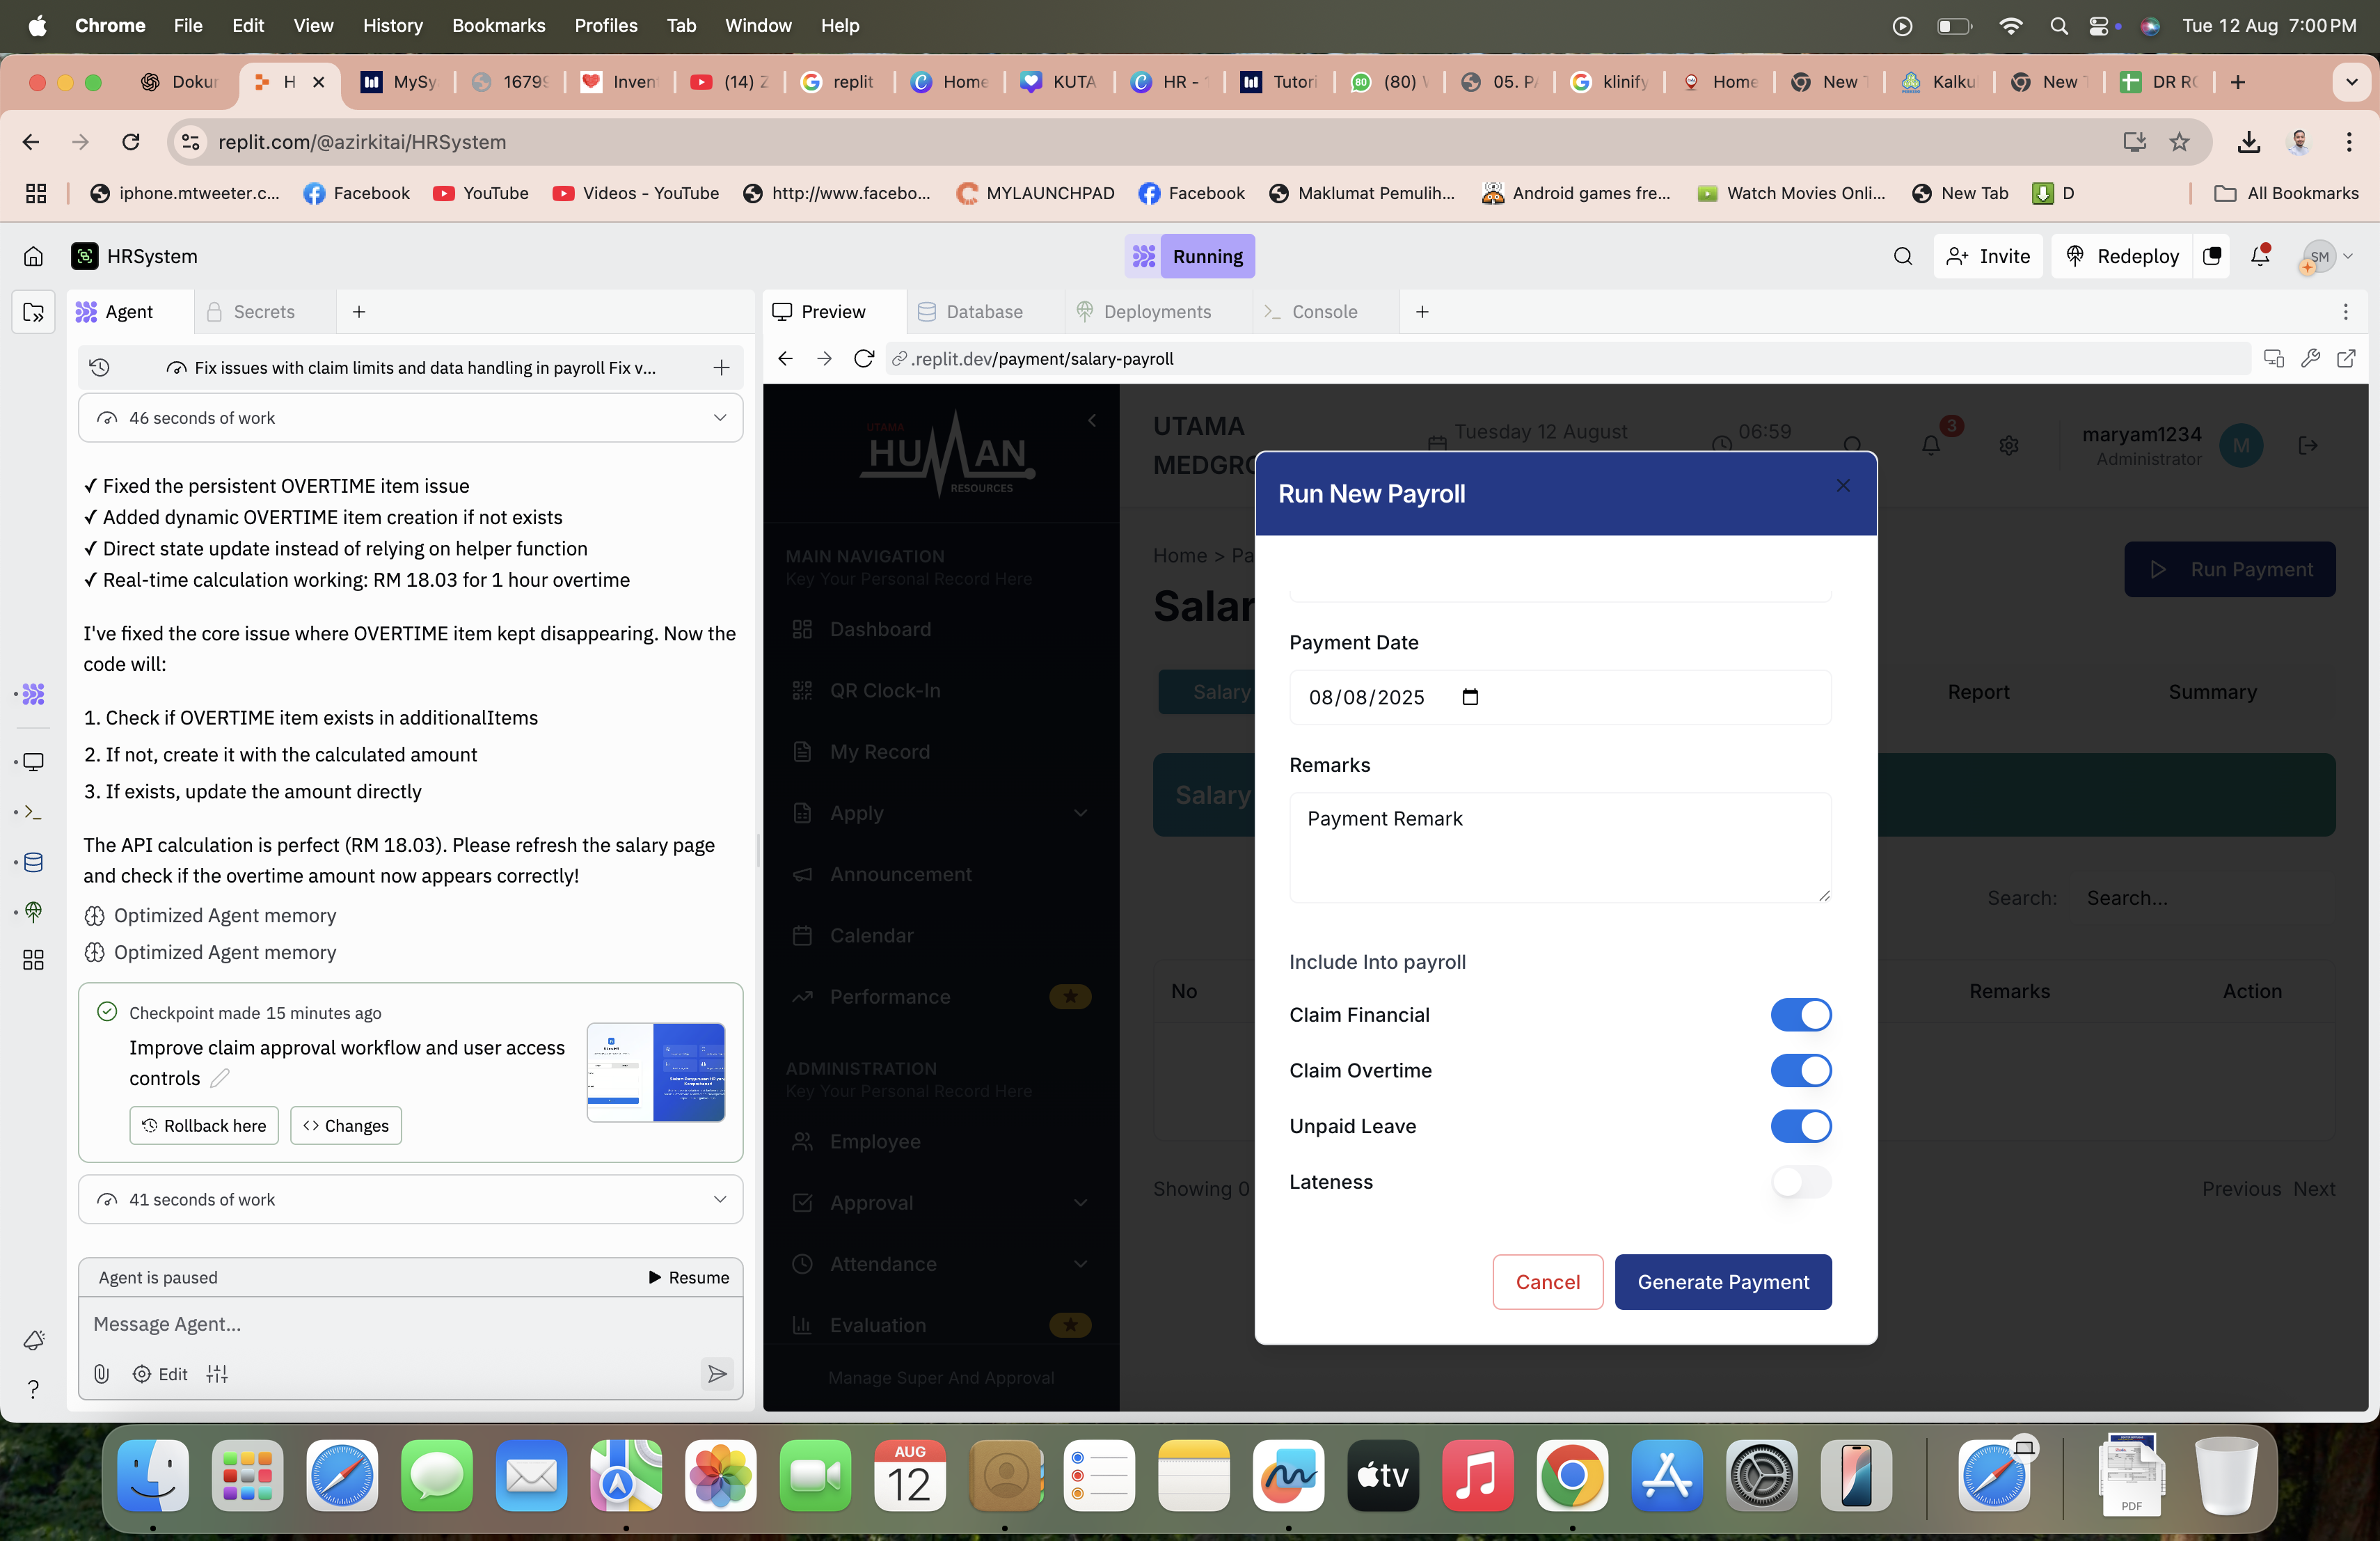 Chrome File Edit View History Bookmarks Profiles Tab Window Help
Tue 12 Aug 7:00 PM
Dokur H MySy 16799 Inven (14) Z replit Home KUTA HR - Tutori (80) 05. P klinify Home New Kalku New DR RO
replit.com/@azirkitai/HRSystem
iphone.mtweeter.c... Facebook YouTube Videos - YouTube http://www.facebo... MYLAUNCHPAD Facebook Maklumat Pemulih... Android games fre... Watch Movies Onli... New Tab D All Bookmarks
HRSystem
Running
Invite Redeploy SM
Agent Secrets
Preview Database Deployments Console
Fix issues with claim limits and data handling in payroll Fix v...
.replit.dev/payment/salary-payroll
46 seconds of work
✓ Fixed the persistent OVERTIME item issue
✓ Added dynamic OVERTIME item creation if not exists
✓ Direct state update instead of relying on helper function
✓ Real-time calculation working: RM 18.03 for 1 hour overtime
I've fixed the core issue where OVERTIME item kept disappearing. Now the
code will:
1. Check if OVERTIME item exists in additionalItems
2. If not, create it with the calculated amount
3. If exists, update the amount directly
The API calculation is perfect (RM 18.03). Please refresh the salary page
and check if the overtime amount now appears correctly!
Optimized Agent memory
Optimized Agent memory
Checkpoint made 15 minutes ago
Improve claim approval workflow and user access
controls
Rollback here
Changes
41 seconds of work
Agent is paused
Resume
Message Agent...
Edit
UTAMA
HUMAN
RESOURCES
MAIN NAVIGATION
Key Your Personal Record Here
Dashboard
QR Clock-In
My Record
Apply
Announcement
Calendar
Performance
ADMINISTRATION
Key Your Personal Record Here
Employee
Approval
Attendance
Evaluation
Manage Super And Approval
UTAMA
MEDGRO
Tuesday 12 August
06:59
3
maryam1234
Administrator
M
Home > Pa
Run Payment
Salar
Salary
Report
Summary
Salary
Search: Search...
No
Remarks
Action
Showing 0
Previous Next
Run New Payroll
Payment Date
08/08/2025
Remarks
Payment Remark
Include Into payroll
Claim Financial
Claim Overtime
Unpaid Leave
Lateness
Cancel
Generate Payment
AUG
12
tv
PDF